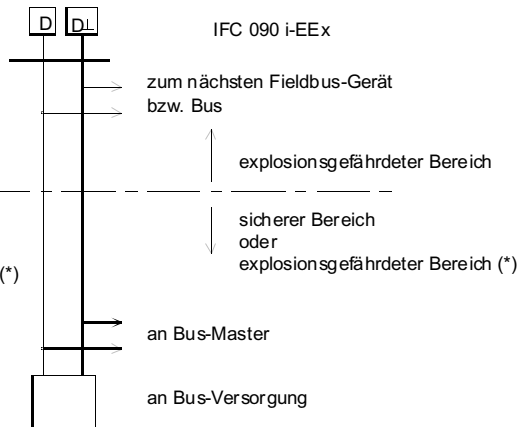 D D⊥ IFC 090 i-EEx
zum nächsten Fieldbus-Gerät
bzw. Bus
explosionsgefährdeter Bereich
sicherer Bereich
oder
explosionsgefährdeter Bereich (*)
(*)
an Bus-Master
an Bus-Versorgung